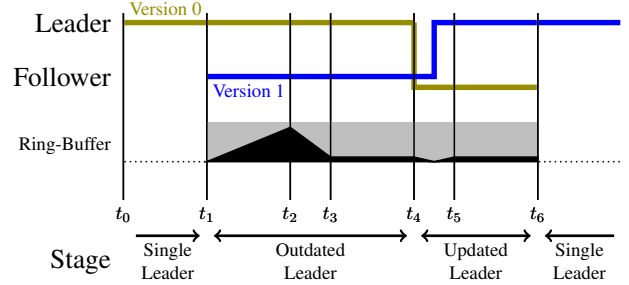 Version 0
Leader
Follower
Version 1
Ring-Buffer
t0 t1 t2 t3 t4 t5 t6
Stage
Single
Leader
Outdated
Leader
Updated
Leader
Single
Leader